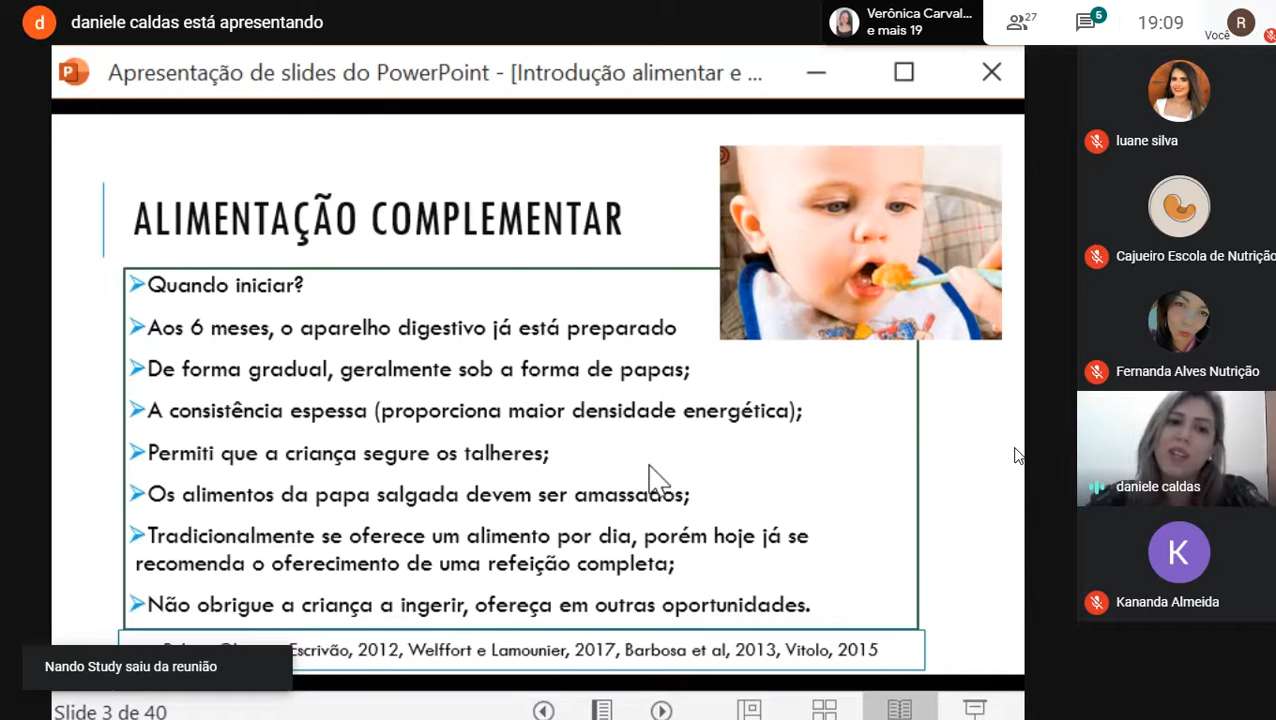 d
daniele caldas está apresentando
Verônica Carval...
e mais 19
27
5
19:09
Você
R
P
Apresentação de slides do PowerPoint - [Introdução alimentar e ...
ALIMENTAÇÃO COMPLEMENTAR
Quando iniciar?
Aos 6 meses, o aparelho digestivo já está preparado
De forma gradual, geralmente sob a forma de papas;
A consistência espessa (proporciona maior densidade energética);
Permiti que a criança segure os talheres;
Os alimentos da papa salgada devem ser amassados;
Tradicionalmente se oferece um alimento por dia, porém hoje já se
recomenda o oferecimento de uma refeição completa;
Não obrigue a criança a ingerir, ofereça em outras oportunidades.
Escrivão, 2012, Welffort e Lamounier, 2017, Barbosa et al, 2013, Vitolo, 2015
Nando Study saiu da reunião
Slide 3 de 40
luane silva
Cajueiro Escola de Nutrição
Fernanda Alves Nutrição
daniele caldas
K
Kananda Almeida